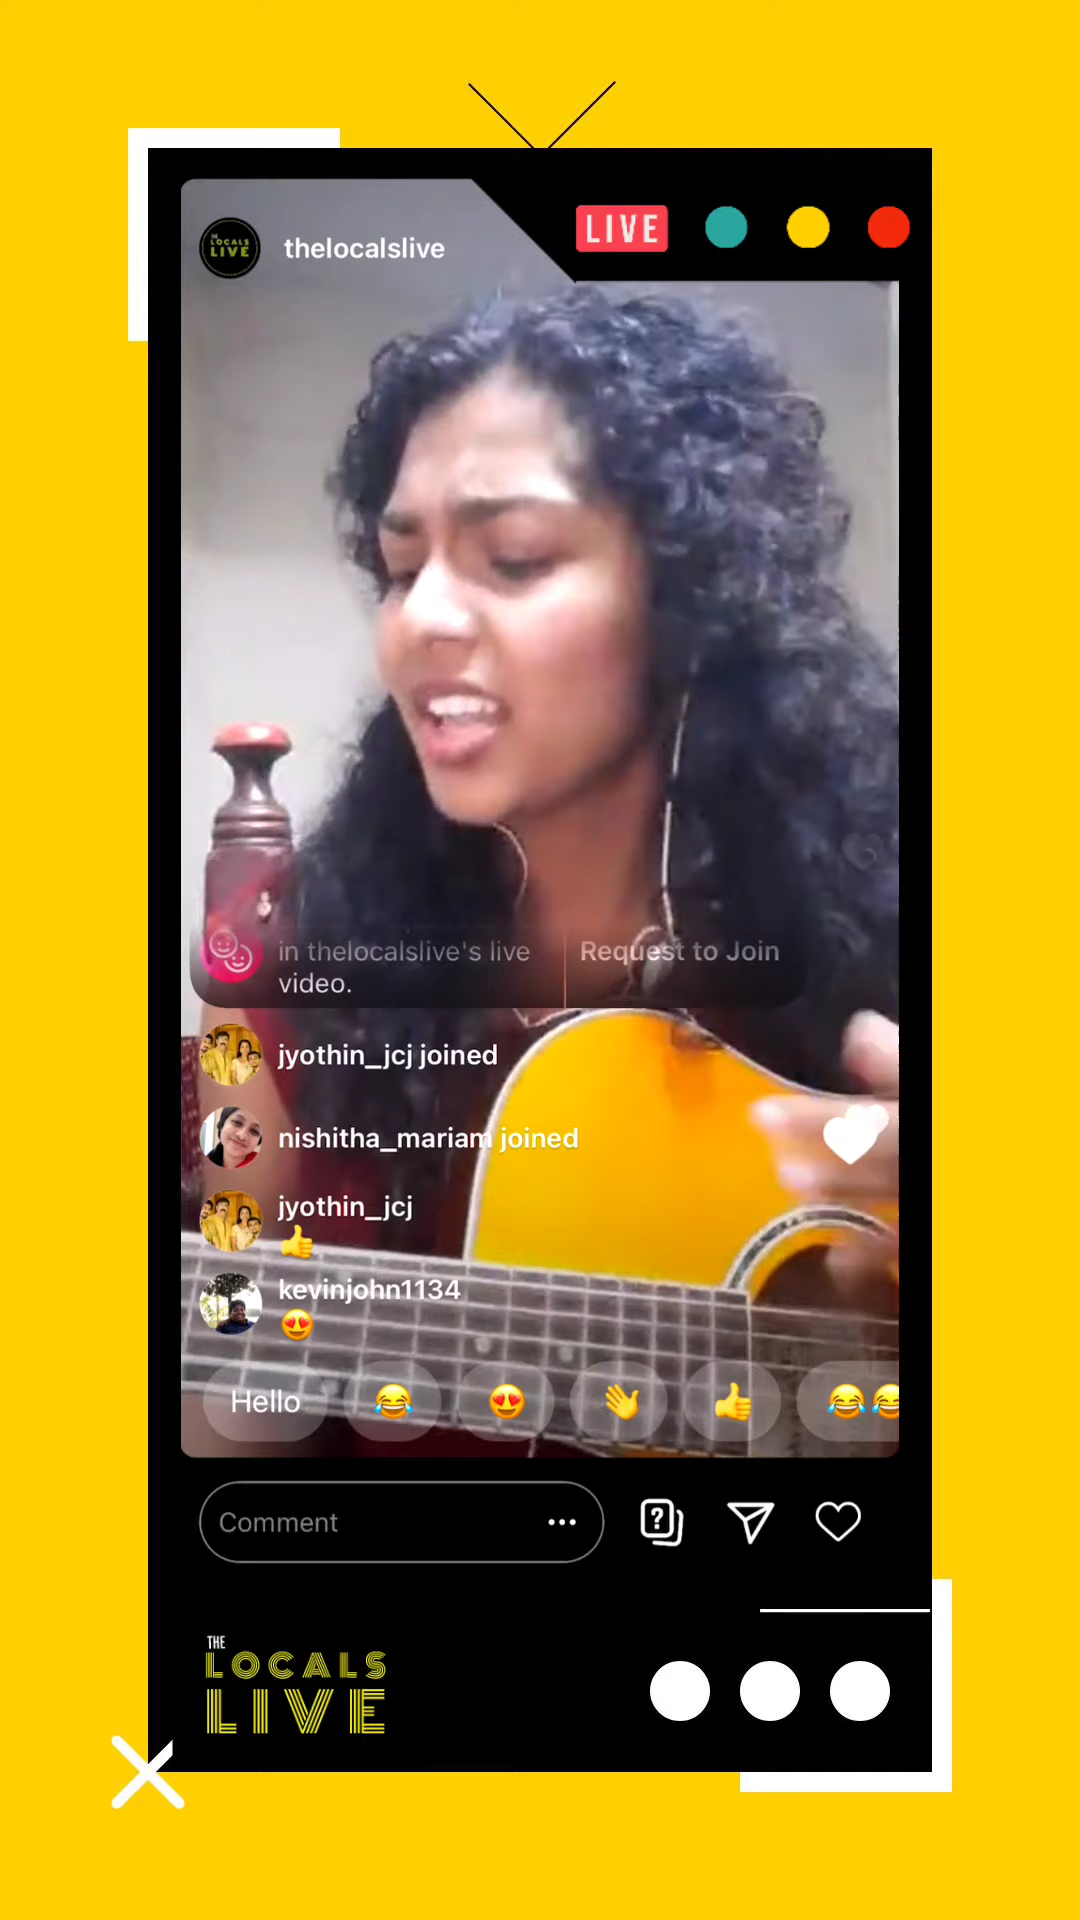 LIVE
THE
LOCALS
LIVE
thelocalslive
in thelocalslive's live
video.
Request to Join
jyothin_jcj joined
nishitha_mariam joined
jyothin_jcj
👍
kevinjohn1134
😍
Hello 😂 😍 👋 👍 😂😂
Comment
THE
LOCALS
LIVE